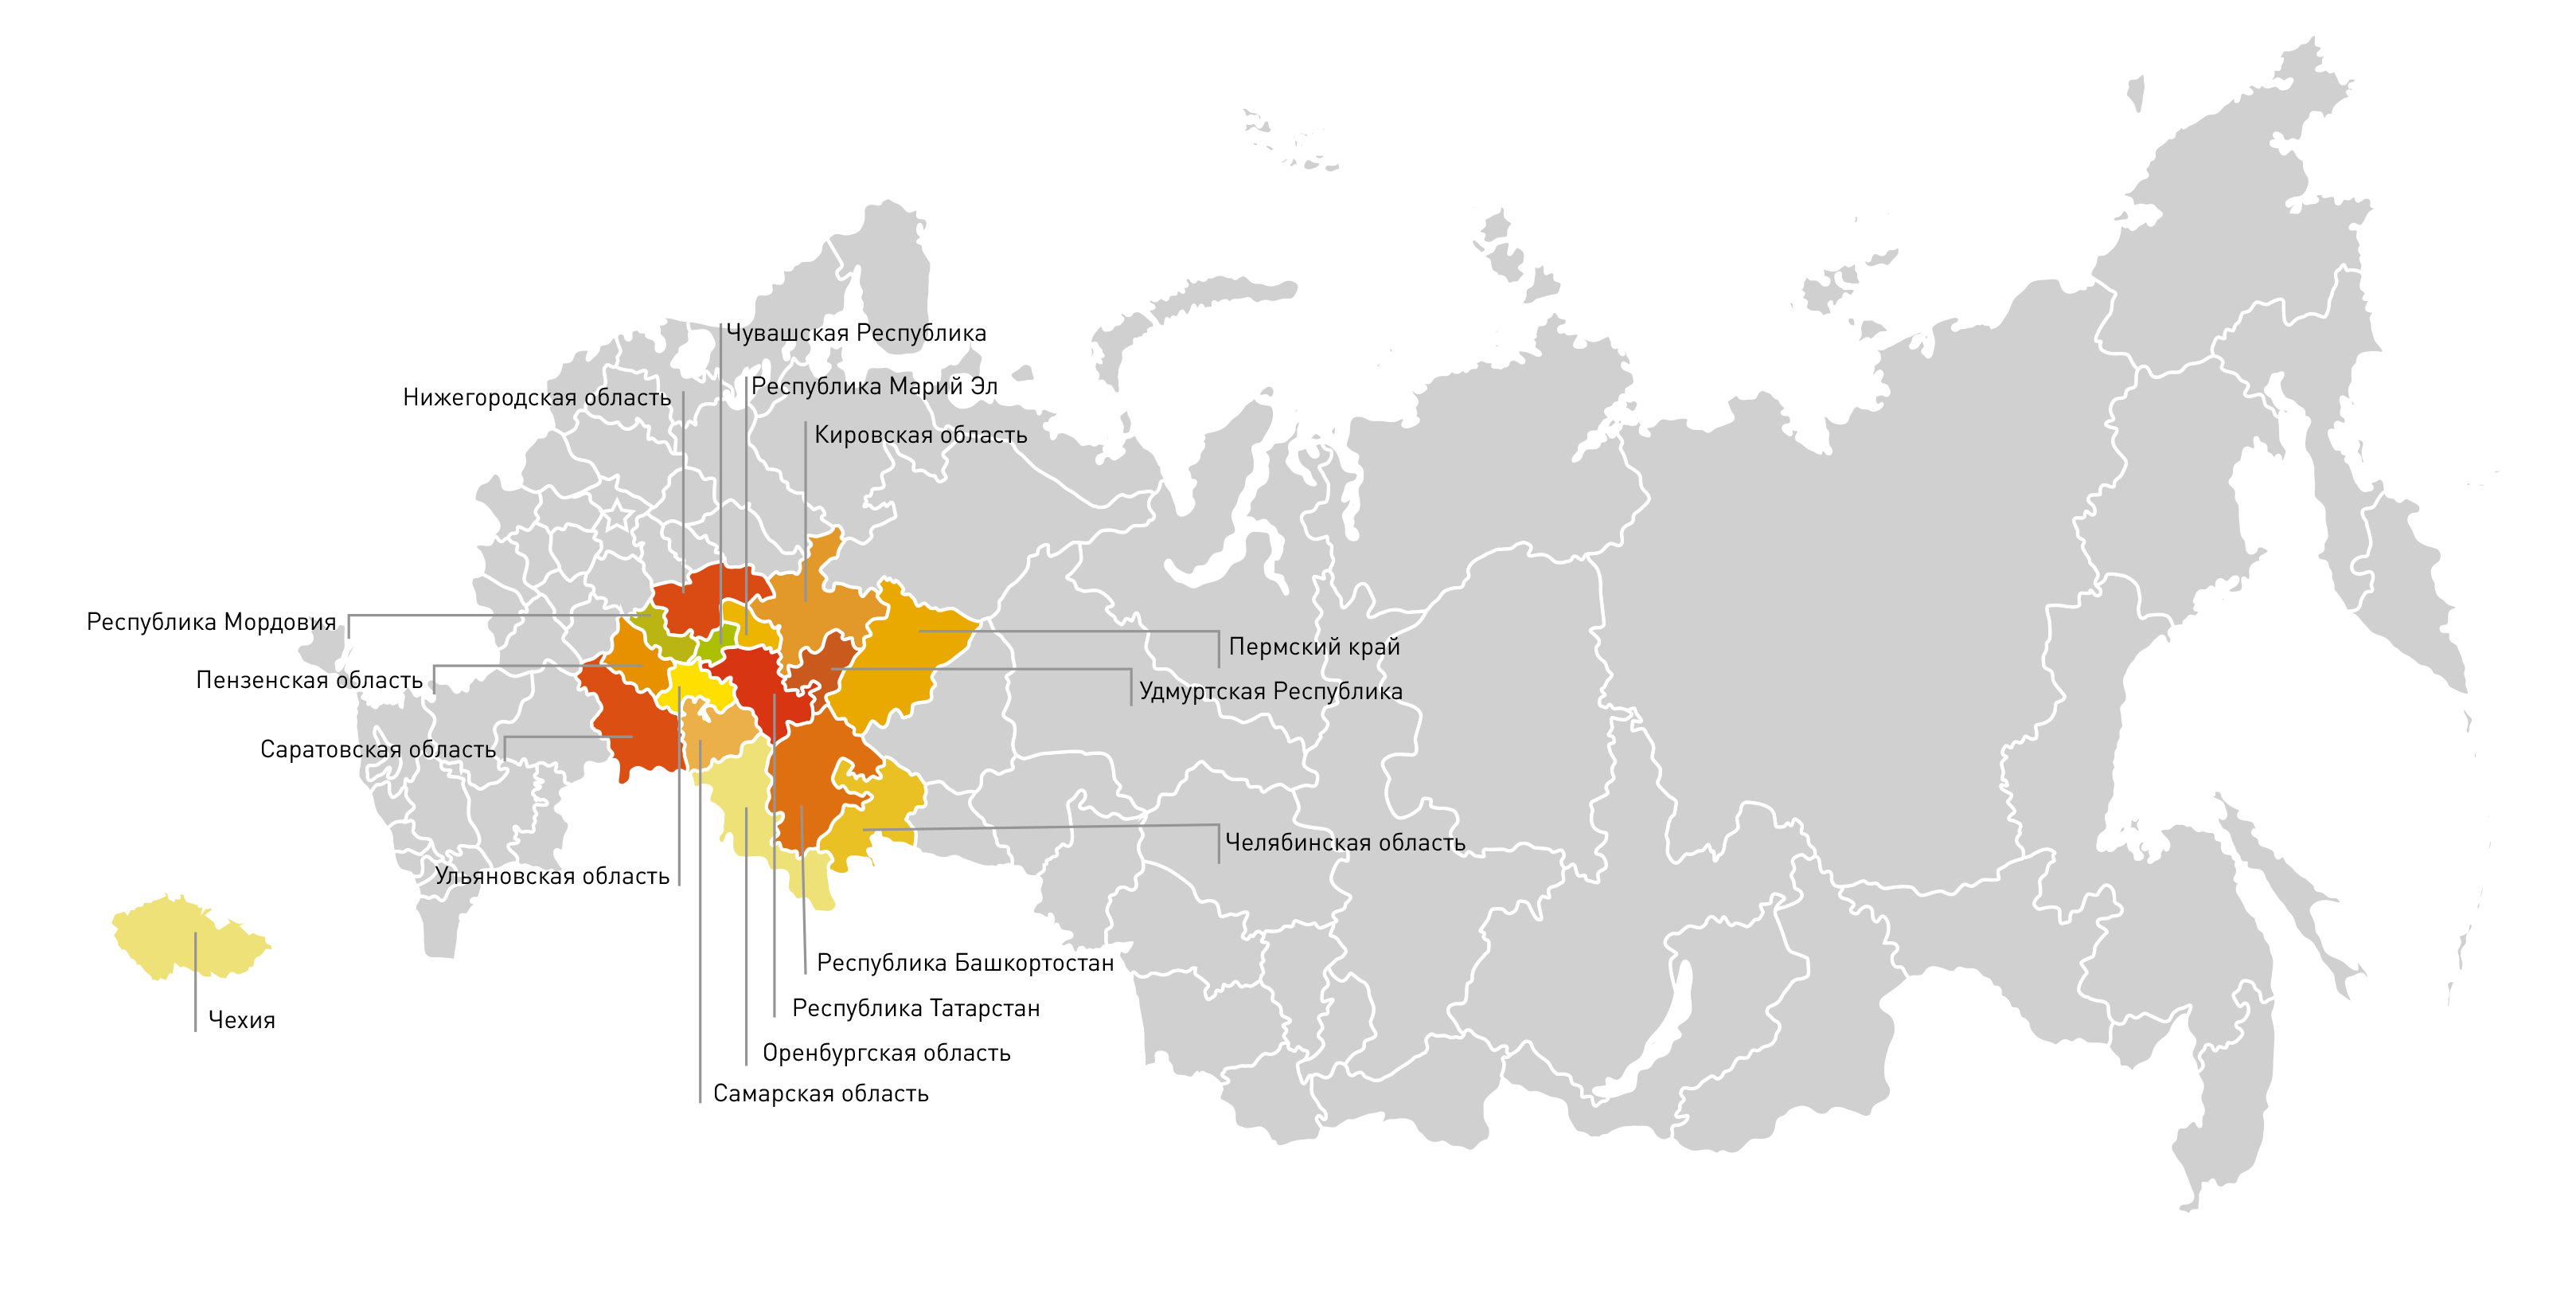 Чувашская Республика
Республика Марий Эл
Нижегородская область
Кировская область
Республика Мордовия
Пермский край
Пензенская область
Удмуртская Республика
Саратовская область
Челябинская область
Ульяновская область
Республика Башкортостан
Республика Татарстан
Чехия
Оренбургская область
Самарская область